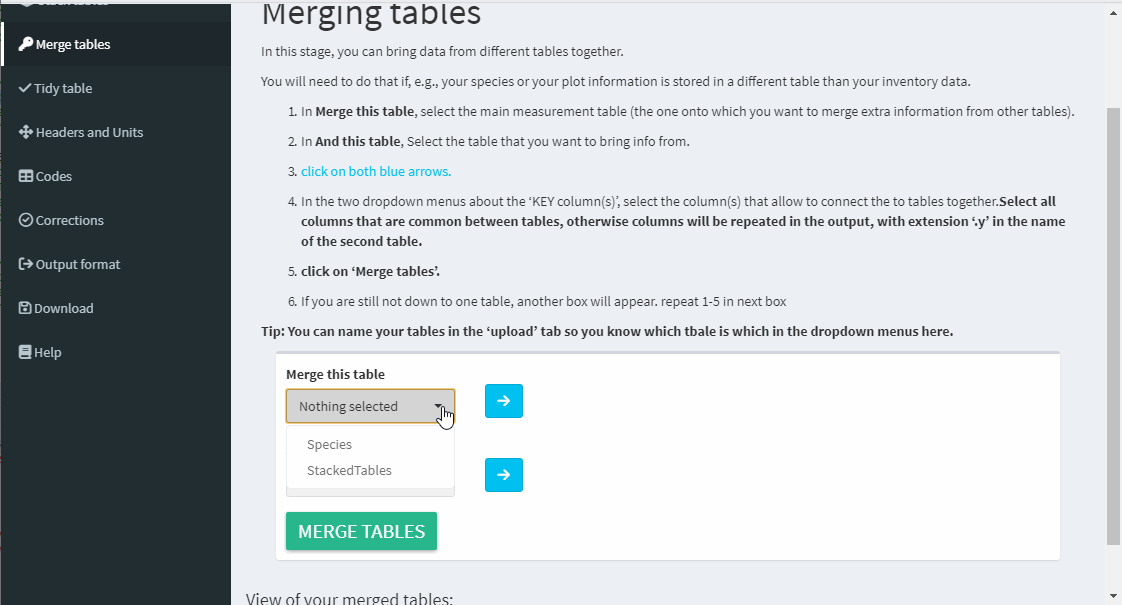 Merging tables
Merge tables
Tidy table
Headers and Units
Codes
Corrections
Output format
Download
Help
In this stage, you can bring data from different tables together.
You will need to do that if, e.g., your species or your plot information is stored in a different table than your inventory data.
1. In Merge this table, select the main measurement table (the one onto which you want to merge extra information from other tables).
2. In And this table, Select the table that you want to bring info from.
3. click on both blue arrows.
4. In the two dropdown menus about the ‘KEY column(s)’, select the column(s) that allow to connect the to tables together.Select all
columns that are common between tables, otherwise columns will be repeated in the output, with extension ‘.y’ in the name
of the second table.
5. click on ‘Merge tables’.
6. If you are still not down to one table, another box will appear. repeat 1-5 in next box
Tip: You can name your tables in the ‘upload’ tab so you know which tbale is which in the dropdown menus here.
Merge this table
Nothing selected
Species
StackedTables
MERGE TABLES
View of your merged tables: